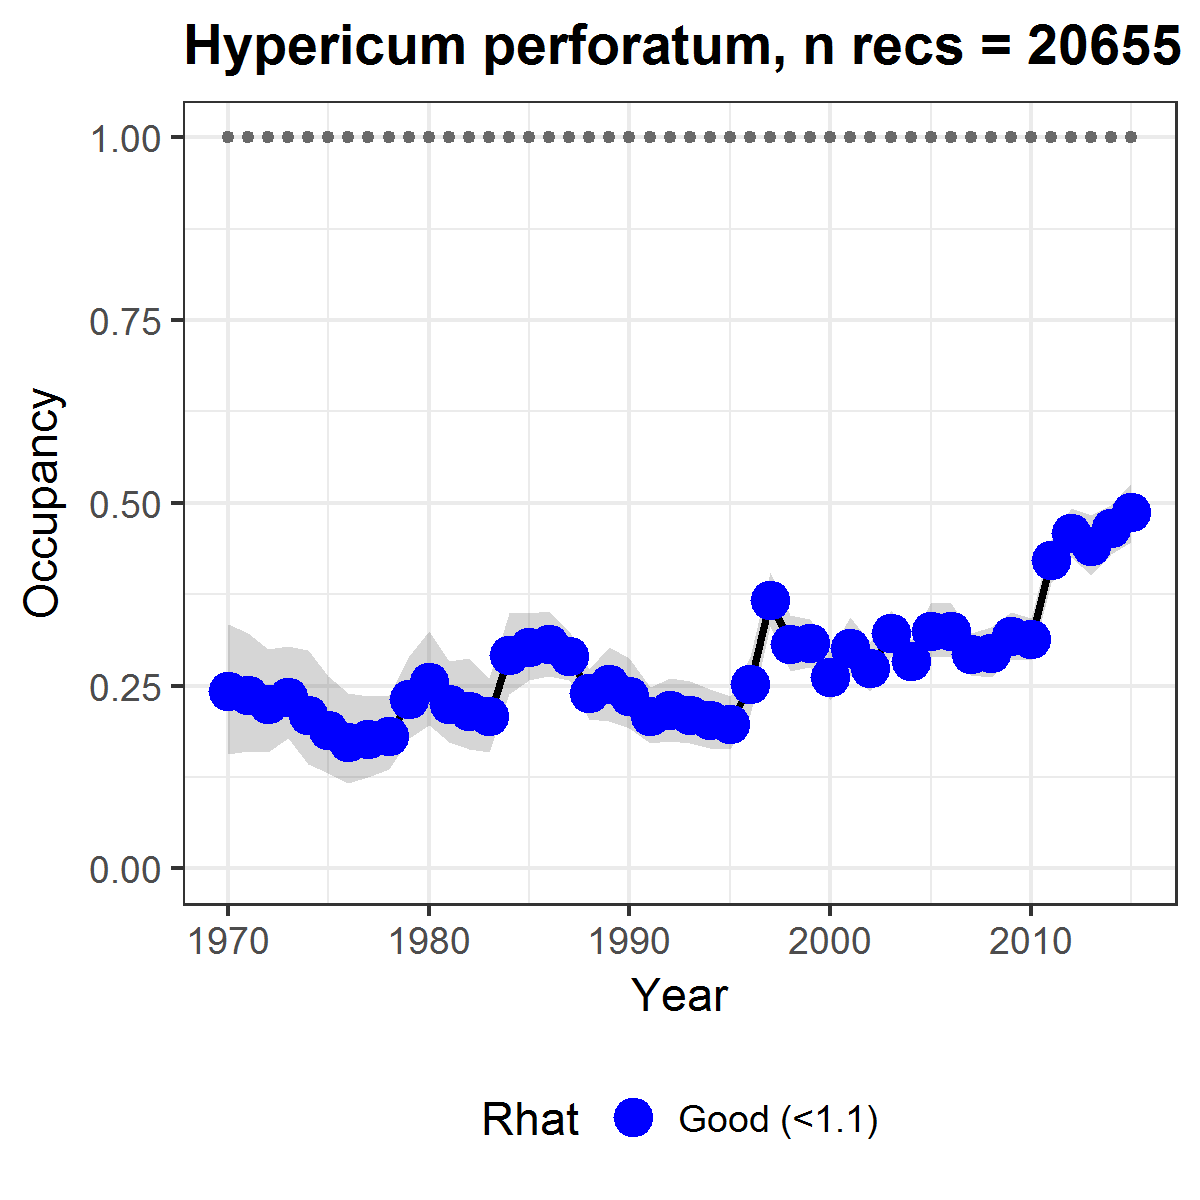 Hypericum perforatum, n recs = 20655
1.00
0.75
0.50
0.25
0.00
Occupancy
1970 1980 1990 2000 2010
Year
Rhat Good (<1.1)